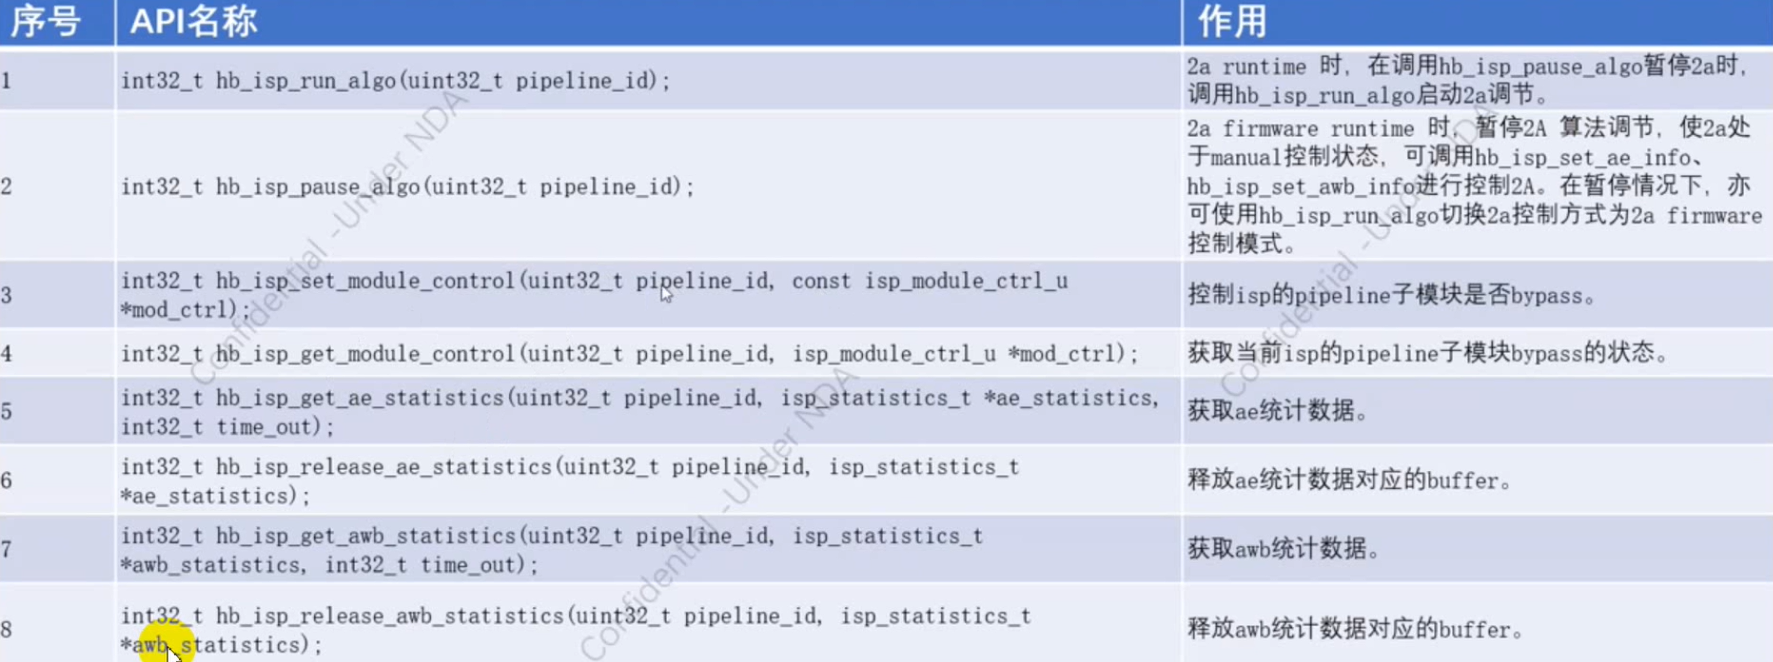 序号 API名称 作用
1 int32_t hb_isp_run_algo(uint32_t pipeline_id); 2a runtime 时，在调用hb_isp_pause_algo暂停2a时，
调用hb_isp_run_algo启动2a调节。
2 int32_t hb_isp_pause_algo(uint32_t pipeline_id); 2a firmware runtime 时，暂停2A 算法调节，使2a处
于manual控制状态，可调用hb_isp_set_ae_info、
hb_isp_set_awb_info进行控制2A。在暂停情况下，亦
可使用hb_isp_run_algo切换2a控制方式为2a firmware
控制模式。
3 int32_t hb_isp_set_module_control(uint32_t pipeline_id, const isp_module_ctrl_u
*mod_ctrl); 控制isp的pipeline子模块是否bypass。
4 int32_t hb_isp_get_module_control(uint32_t pipeline_id, isp_module_ctrl_u *mod_ctrl); 获取当前isp的pipeline子模块bypass的状态。
5 int32_t hb_isp_get_ae_statistics(uint32_t pipeline_id, isp_statistics_t *ae_statistics,
int32_t time_out); 获取ae统计数据。
6 int32_t hb_isp_release_ae_statistics(uint32_t pipeline_id, isp_statistics_t
*ae_statistics); 释放ae统计数据对应的buffer。
7 int32_t hb_isp_get_awb_statistics(uint32_t pipeline_id, isp_statistics_t
*awb_statistics, int32_t time_out); 获取awb统计数据。
8 int32_t hb_isp_release_awb_statistics(uint32_t pipeline_id, isp_statistics_t
*awb_statistics); 释放awb统计数据对应的buffer。
Confidential -Under NDA
Confidential -Under NDA
Confidential -Under NDA